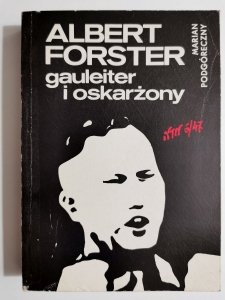 ALBERT
FORSTER
gauleiter
i oskarżony
MARIAN
PODGÓRECZNY